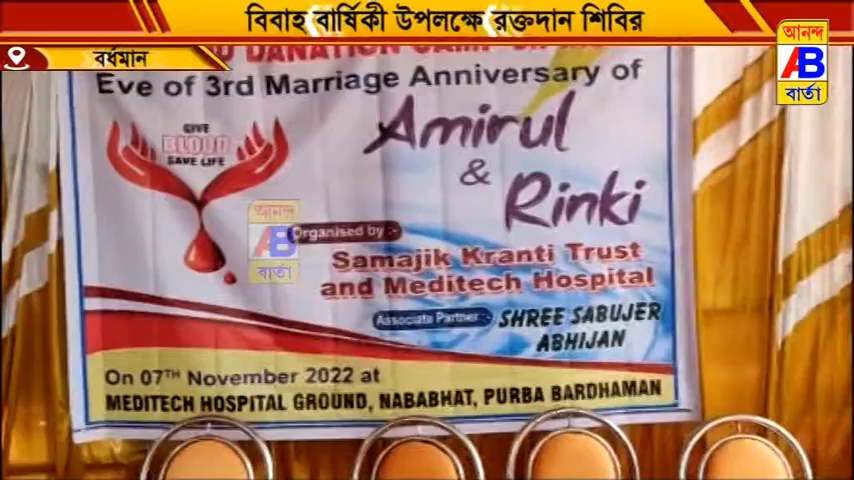 বিবাহ বার্ষিকী উপলক্ষে রক্তদান শিবির
বর্ধমান
আনন্দ
AB
বার্তা
DANATION CAMP
Eve of 3rd Marriage Anniversary of
GIVE
BLOOD
SAVE LIFE
Amirul
&
Rinki
আনন্দ
AB
বার্তা
Organised by :-
Samajik Kranti Trust
and Meditech Hospital
Associate Partner :-
SHREE SABUJER
ABHIJAN
On 07TH November 2022 at
MEDITECH HOSPITAL GROUND, NABABHAT, PURBA BARDHAMAN